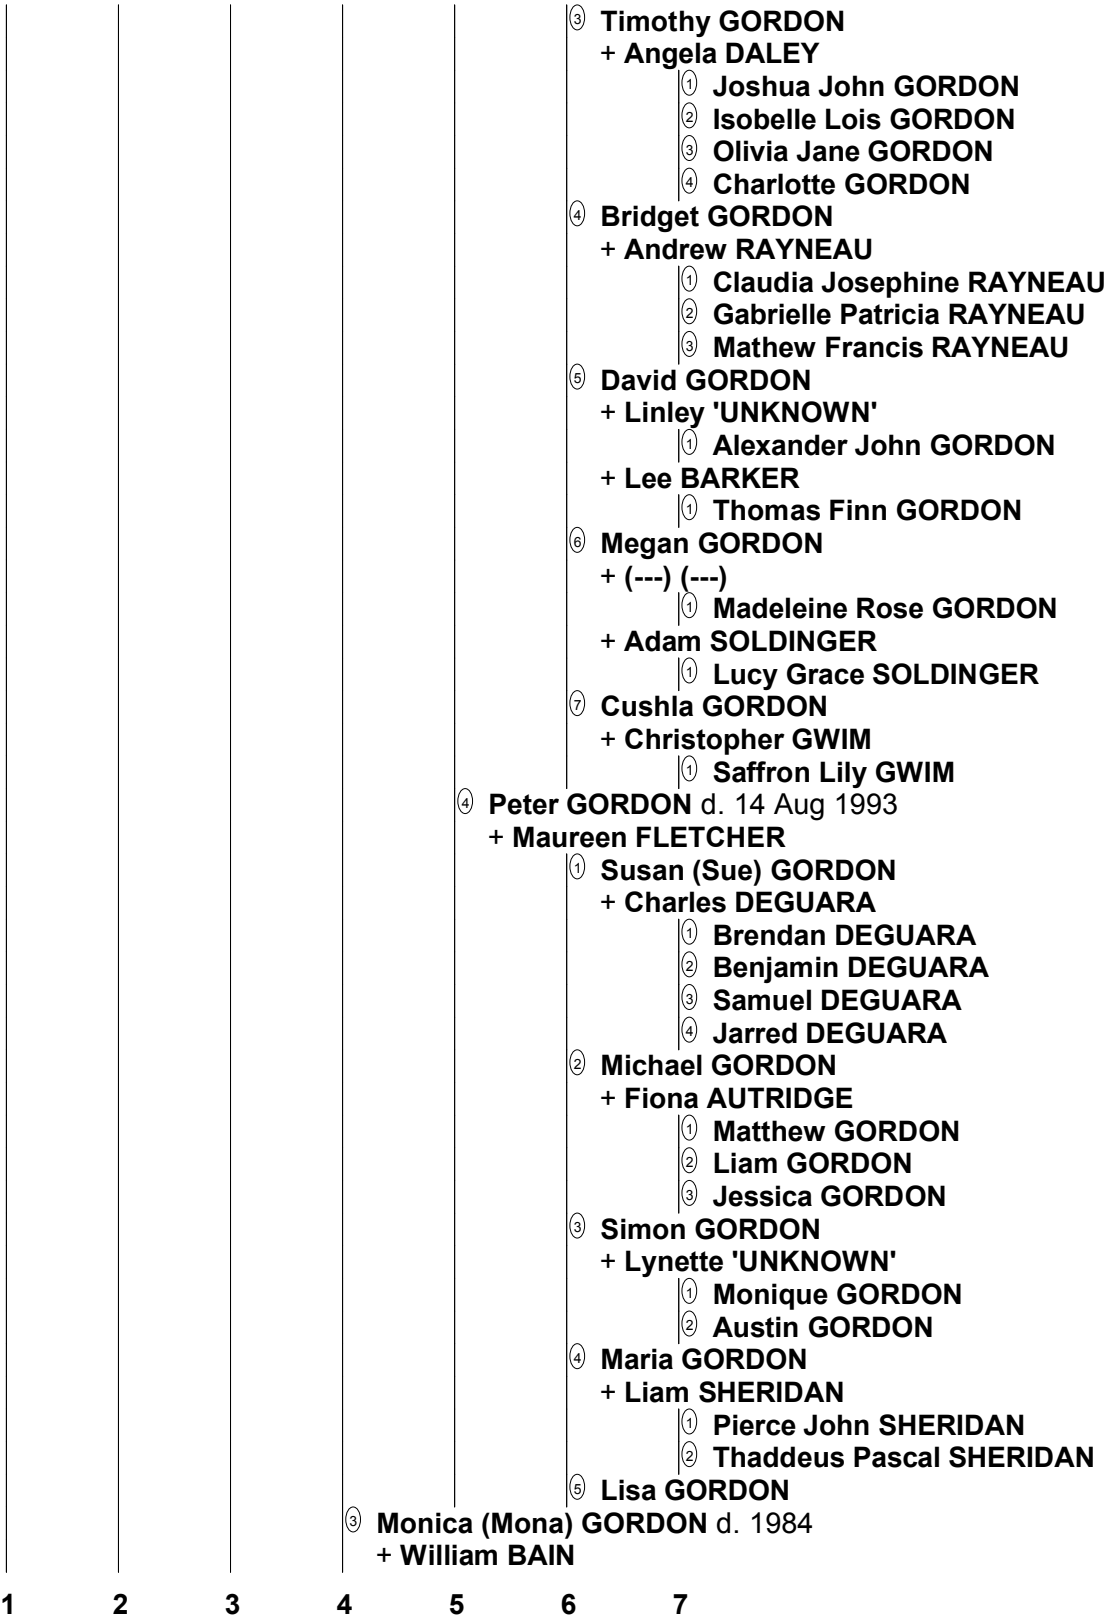 ③ Timothy GORDON
+ Angela DALEY
① Joshua John GORDON
② Isobelle Lois GORDON
③ Olivia Jane GORDON
④ Charlotte GORDON
④ Bridget GORDON
+ Andrew RAYNEAU
① Claudia Josephine RAYNEAU
② Gabrielle Patricia RAYNEAU
③ Mathew Francis RAYNEAU
⑤ David GORDON
+ Linley 'UNKNOWN'
① Alexander John GORDON
+ Lee BARKER
① Thomas Finn GORDON
⑥ Megan GORDON
+ (---) (---)
① Madeleine Rose GORDON
+ Adam SOLDINGER
① Lucy Grace SOLDINGER
⑦ Cushla GORDON
+ Christopher GWIM
① Saffron Lily GWIM
④ Peter GORDON d. 14 Aug 1993
+ Maureen FLETCHER
① Susan (Sue) GORDON
+ Charles DEGUARA
① Brendan DEGUARA
② Benjamin DEGUARA
③ Samuel DEGUARA
④ Jarred DEGUARA
② Michael GORDON
+ Fiona AUTRIDGE
① Matthew GORDON
② Liam GORDON
③ Jessica GORDON
③ Simon GORDON
+ Lynette 'UNKNOWN'
① Monique GORDON
② Austin GORDON
④ Maria GORDON
+ Liam SHERIDAN
① Pierce John SHERIDAN
② Thaddeus Pascal SHERIDAN
⑤ Lisa GORDON
③ Monica (Mona) GORDON d. 1984
+ William BAIN
1 2 3 4 5 6 7